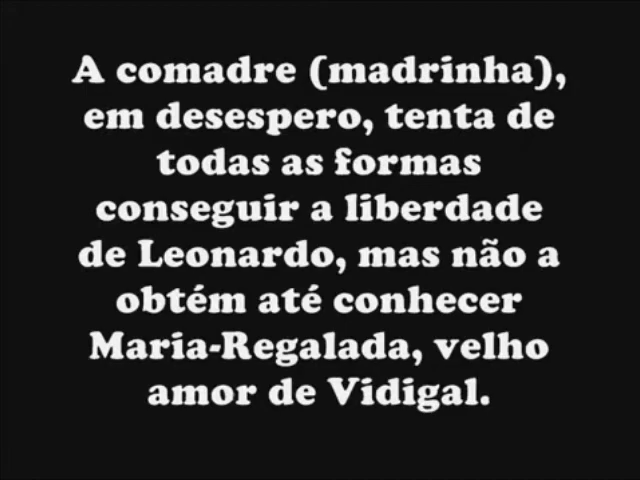 A comadre (madrinha),
em desespero, tenta de
todas as formas
conseguir a liberdade
de Leonardo, mas não a
obtém até conhecer
Maria-Regalada, velho
amor de Vidigal.